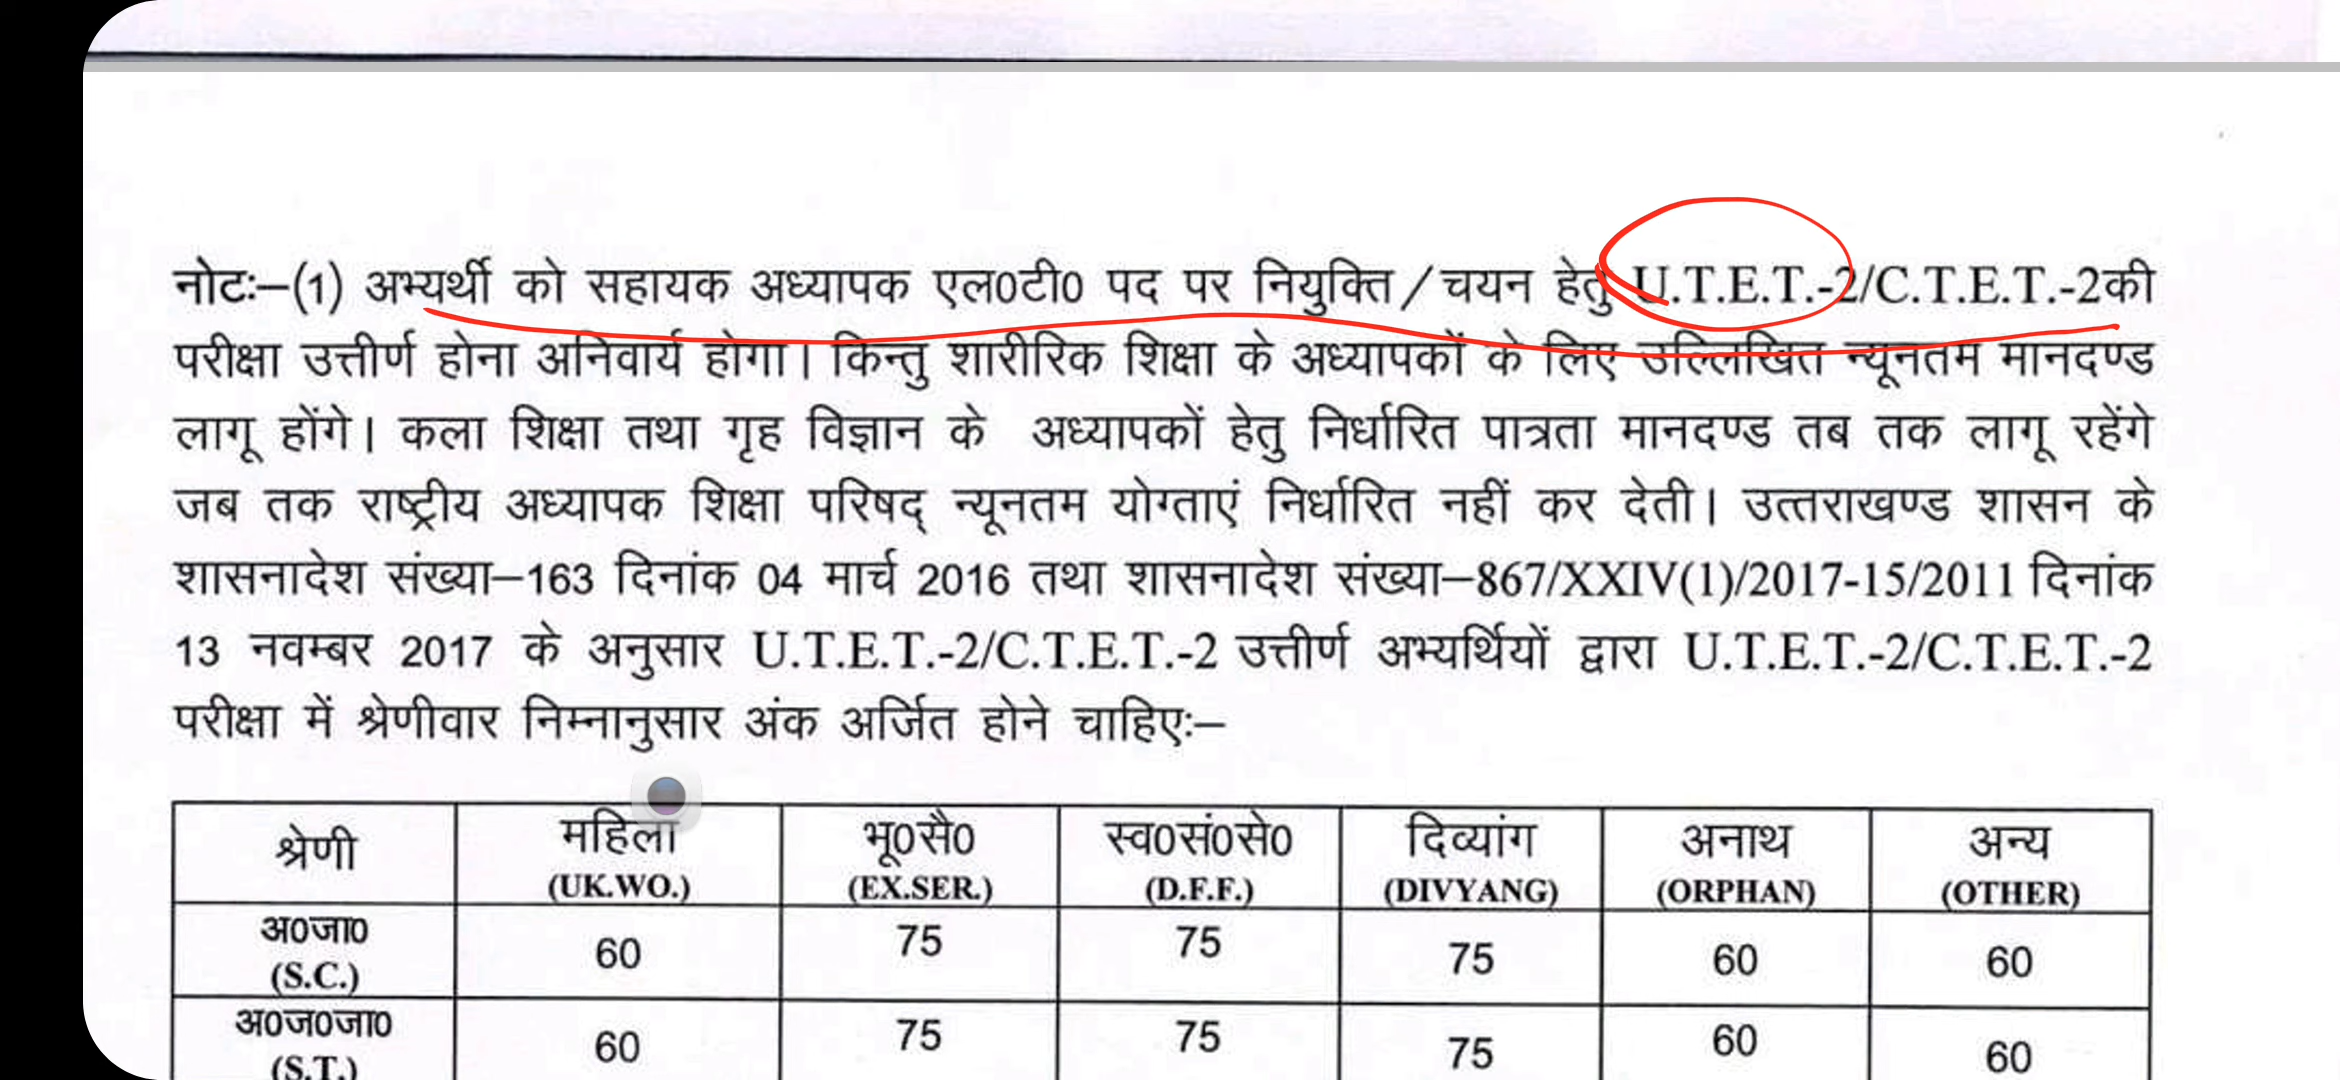 नोटः–(1) अभ्यर्थी को सहायक अध्यापक एल0टी0 पद पर नियुक्ति/चयन हेतु U.T.E.T.-2/C.T.E.T.-2की
परीक्षा उत्तीर्ण होना अनिवार्य होगा। किन्तु शारीरिक शिक्षा के अध्यापकों के लिए उल्लिखित न्यूनतम मानदण्ड
लागू होंगे। कला शिक्षा तथा गृह विज्ञान के अध्यापकों हेतु निर्धारित पात्रता मानदण्ड तब तक लागू रहेंगे
जब तक राष्ट्रीय अध्यापक शिक्षा परिषद् न्यूनतम योग्ताएं निर्धारित नहीं कर देती। उत्तराखण्ड शासन के
शासनादेश संख्या–163 दिनांक 04 मार्च 2016 तथा शासनादेश संख्या–867/XXIV(1)/2017-15/2011 दिनांक
13 नवम्बर 2017 के अनुसार U.T.E.T.-2/C.T.E.T.-2 उत्तीर्ण अभ्यर्थियों द्वारा U.T.E.T.-2/C.T.E.T.-2
परीक्षा में श्रेणीवार निम्नानुसार अंक अर्जित होने चाहिएः–
श्रेणी महिला भू0सै0 स्व0सं0से0 दिव्यांग अनाथ अन्य
(UK.WO.) (EX.SER.) (D.F.F.) (DIVYANG) (ORPHAN) (OTHER)
अ0जा0
(S.C.) 60 75 75 75 60 60
अ0ज0जा0
(S.T.) 60 75 75 75 60 60